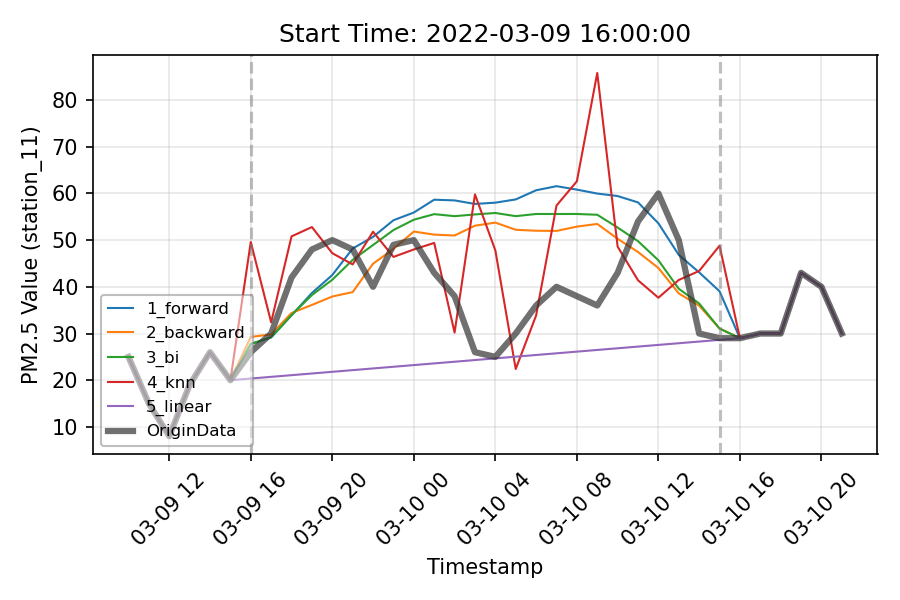 Start Time: 2022-03-09 16:00:00
PM2.5 Value (station_11)
80
70
60
50
40
30
20
10
1_forward
2_backward
3_bi
4_knn
5_linear
OriginData
03-09 12
03-09 16
03-09 20
03-10 00
03-10 04
03-10 08
03-10 12
03-10 16
03-10 20
Timestamp